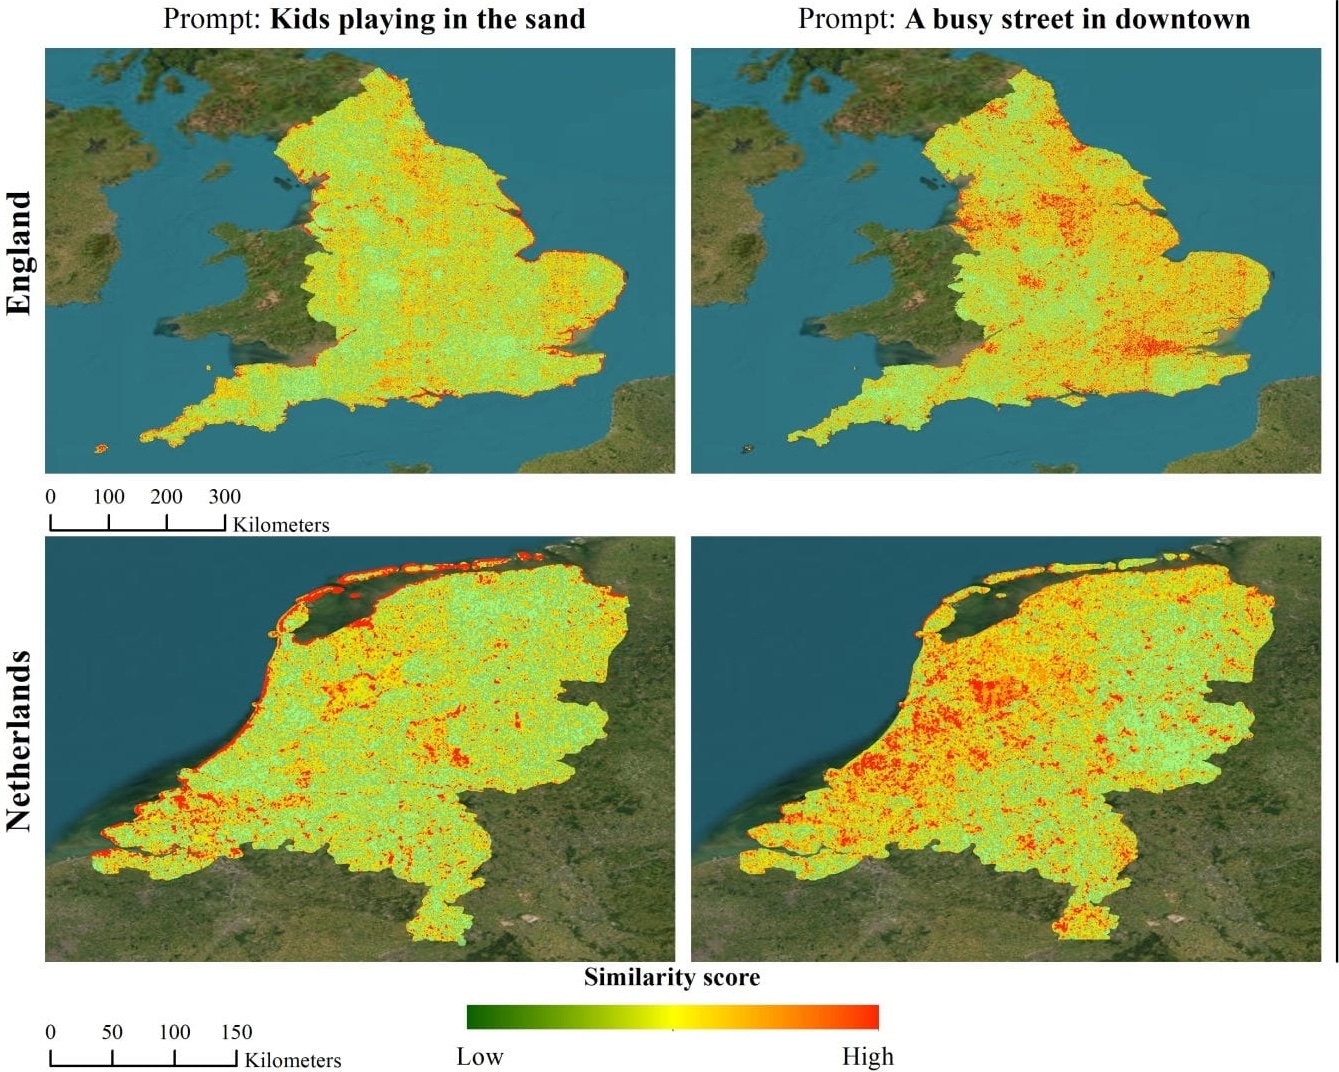 Prompt: Kids playing in the sand
Prompt: A busy street in downtown
England
0 100 200 300
Kilometers
Netherlands
Similarity score
0 50 100 150
Kilometers
Low High